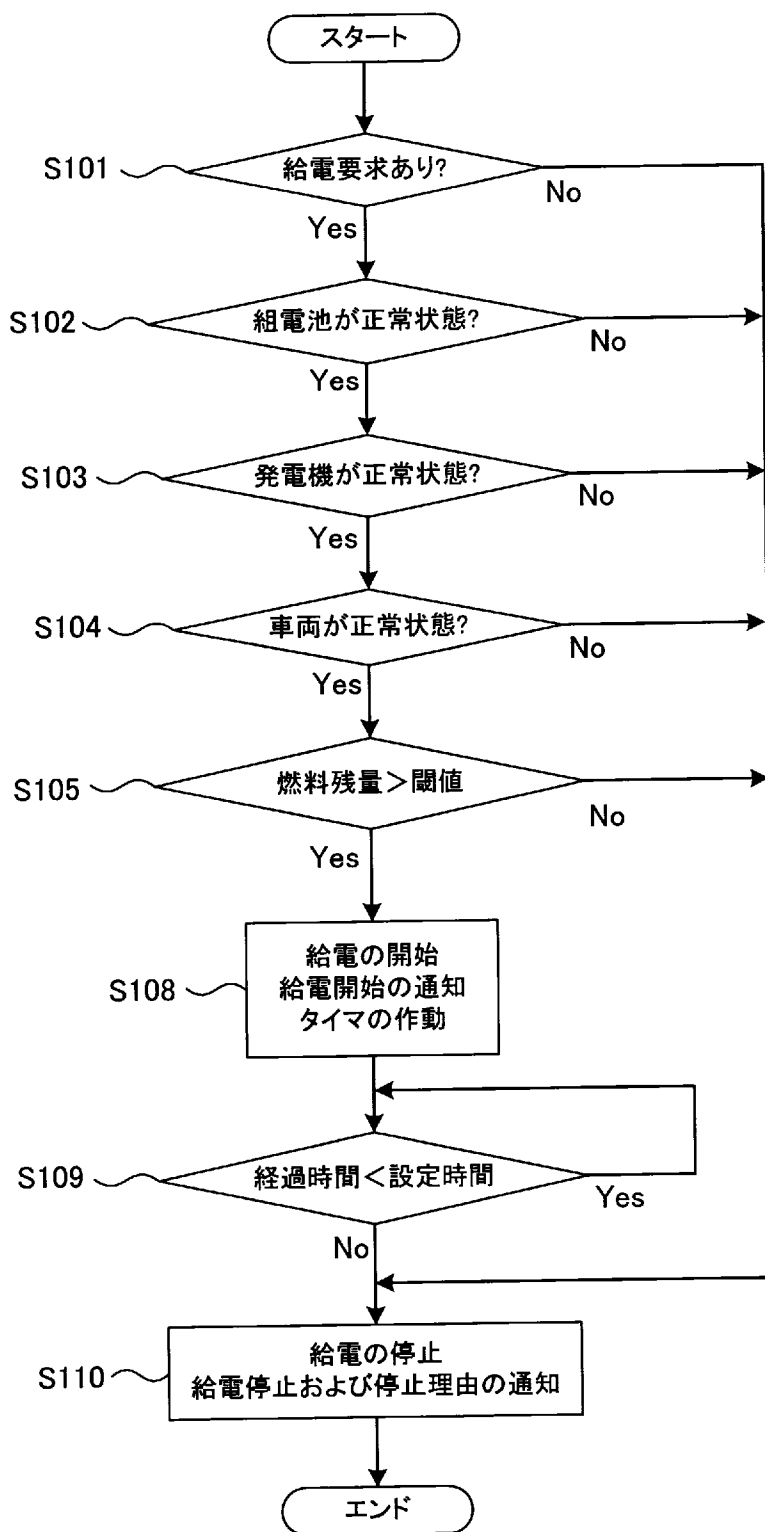 スタート
S101
給電要求あり?
No
Yes
S102
組電池が正常状態?
No
Yes
S103
発電機が正常状態?
No
Yes
S104
車両が正常状態?
No
Yes
S105
燃料残量>閾値
No
Yes
S108
給電の開始
給電開始の通知
タイマの作動
S109
経過時間<設定時間
Yes
No
S110
給電の停止
給電停止および停止理由の通知
エンド